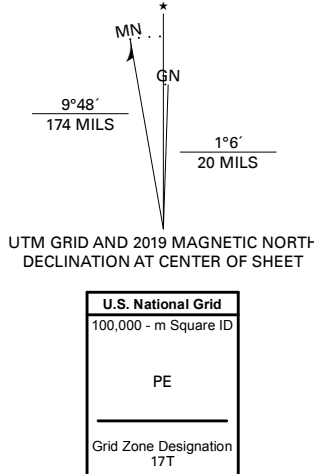 ★
MN
GN
9°48´
174 MILS
1°6´
20 MILS
UTM GRID AND 2019 MAGNETIC NORTH
DECLINATION AT CENTER OF SHEET
U.S. National Grid
100,000 - m Square ID
PE
Grid Zone Designation
17T